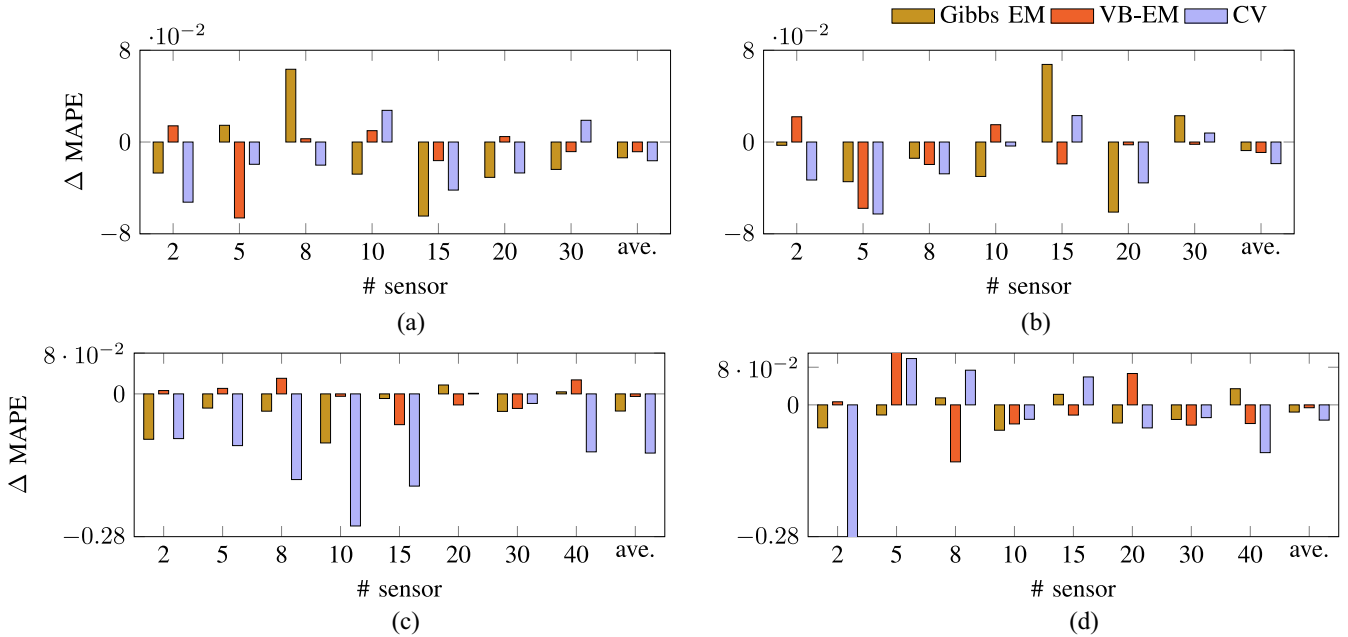 Gibbs EM VB-EM CV
·10⁻²
8
0
−8
Δ MAPE
2 5 8 10 15 20 30 ave.
# sensor
(a)
·10⁻²
8
0
−8
Δ MAPE
2 5 8 10 15 20 30 ave.
# sensor
(b)
8 · 10⁻²
0
−0.28
Δ MAPE
2 5 8 10 15 20 30 40 ave.
# sensor
(c)
8 · 10⁻²
0
−0.28
2 5 8 10 15 20 30 40 ave.
# sensor
(d)
Δ MAPE